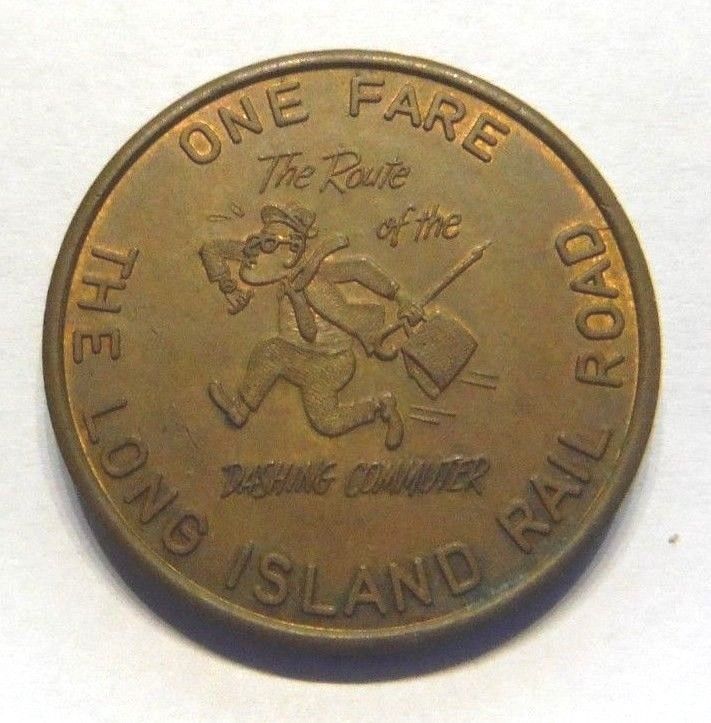 ONE FARE
The Route
of the
DASHING COMMUTER
THE LONG ISLAND RAIL ROAD